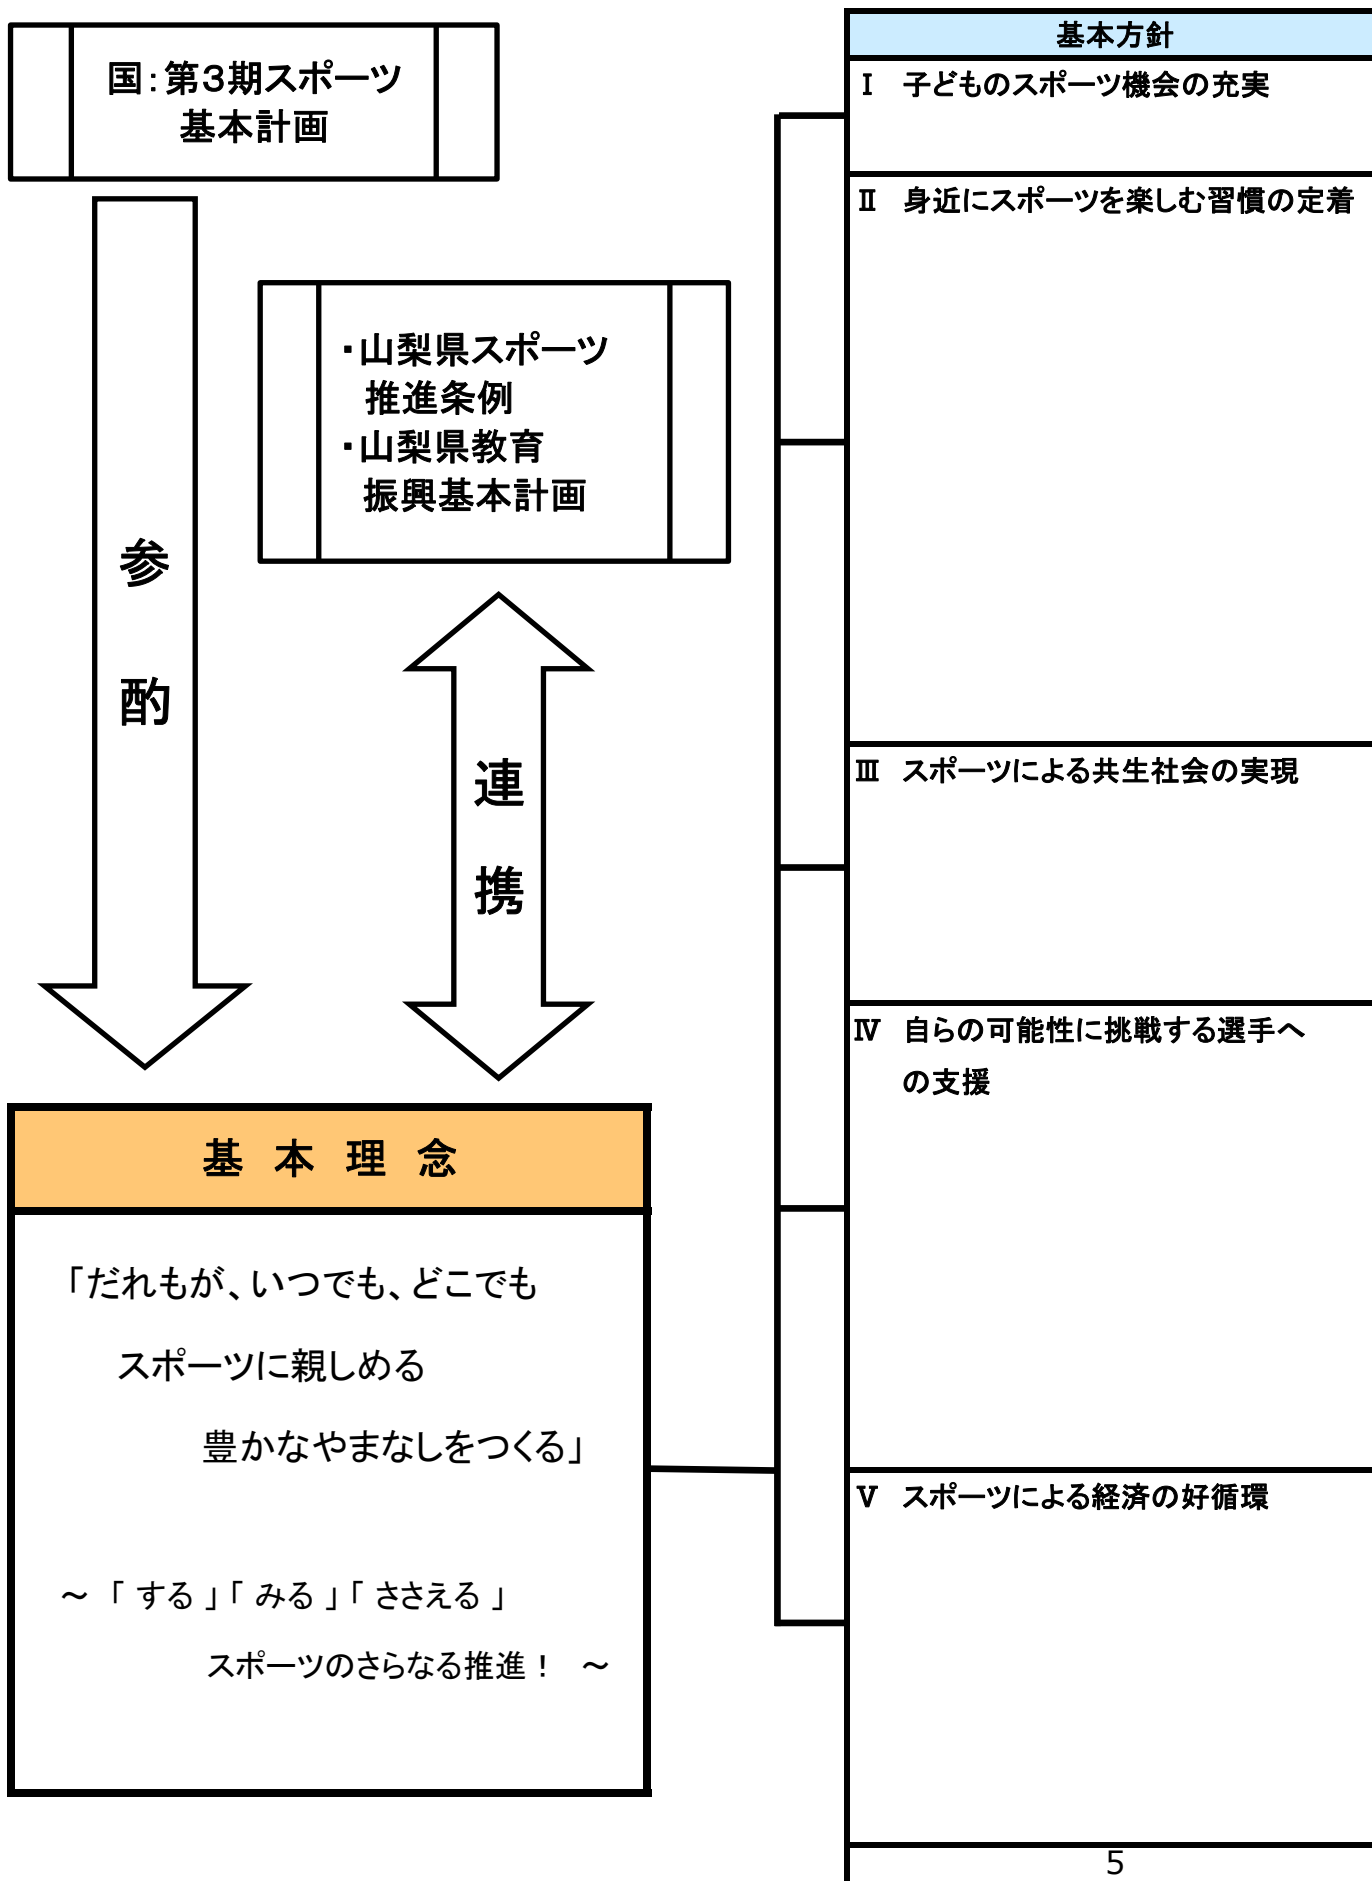 国:第3期スポーツ
基本計画
・山梨県スポーツ
推進条例
・山梨県教育
振興基本計画
参
酌
連
携
基 本 理 念
「だれもが、いつでも、どこでも
スポーツに親しめる
豊かなやまなしをつくる」
～「 する 」「 みる 」「 ささえる 」
スポーツのさらなる推進！ ～
基本方針
Ⅰ 子どものスポーツ機会の充実
Ⅱ 身近にスポーツを楽しむ習慣の定着
Ⅲ スポーツによる共生社会の実現
Ⅳ 自らの可能性に挑戦する選手へ
の支援
Ⅴ スポーツによる経済の好循環
5